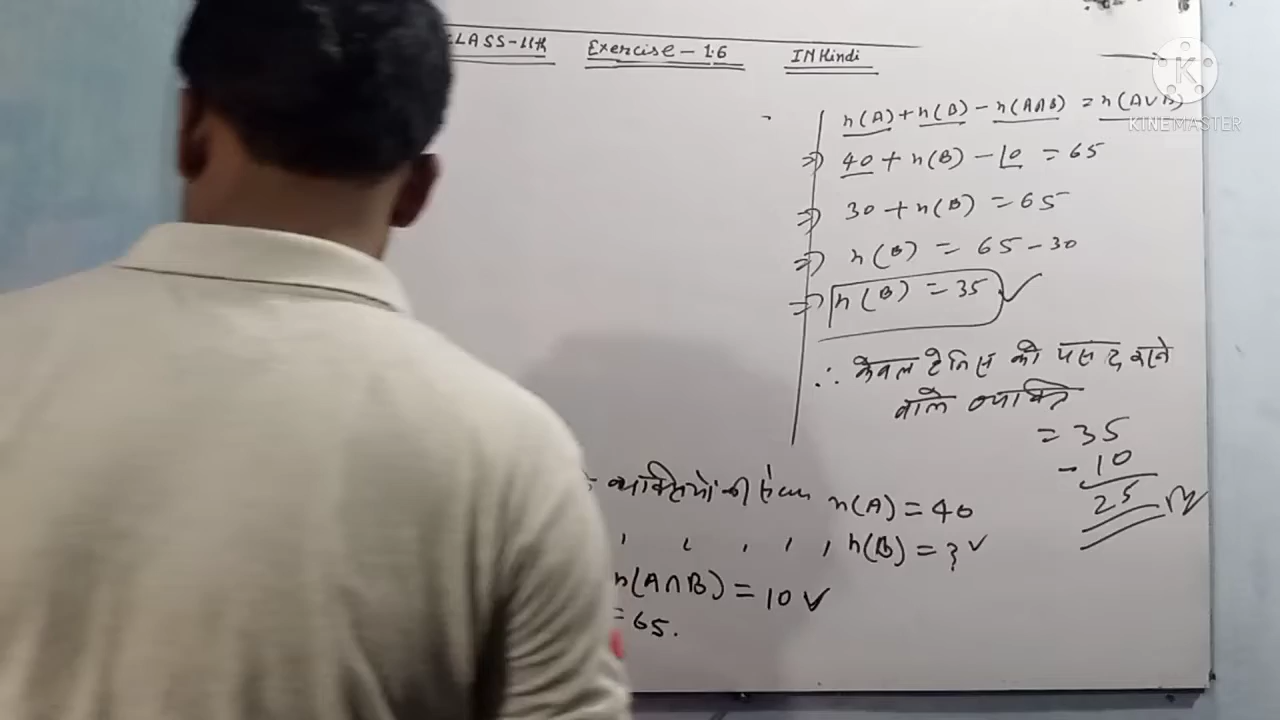 CLASS-11th Exercise-1.6 IN Hindi
K
KINEMASTER
n(A)+n(B)-n(A∩B) = n(A∪B)
⇒ 40+n(B)-10 = 65
⇒ 30+n(B) = 65
⇒ n(B) = 65-30
⇒ n(B) = 35 ✓
∴ केवल टेनिस को पसंद करने
वाले व्यक्ति
= 35
- 10
25
व्यक्तियों की n(A) = 40
, , , , , n(B) = ? ✓
n(A∩B) = 10 ✓
= 65.